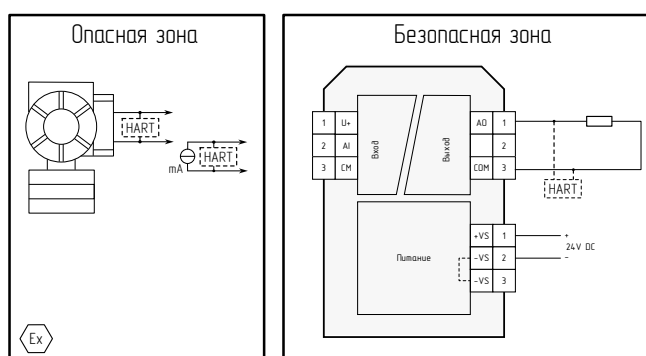 Опасная зона
Безопасная зона
HART
HART
mA
Ex
1 U+
2 AI
3 CM
Вход
Выход
AO 1
2
COM 3
HART
Питание
+VS 1
-VS 2
-VS 3
+
24V DC
-